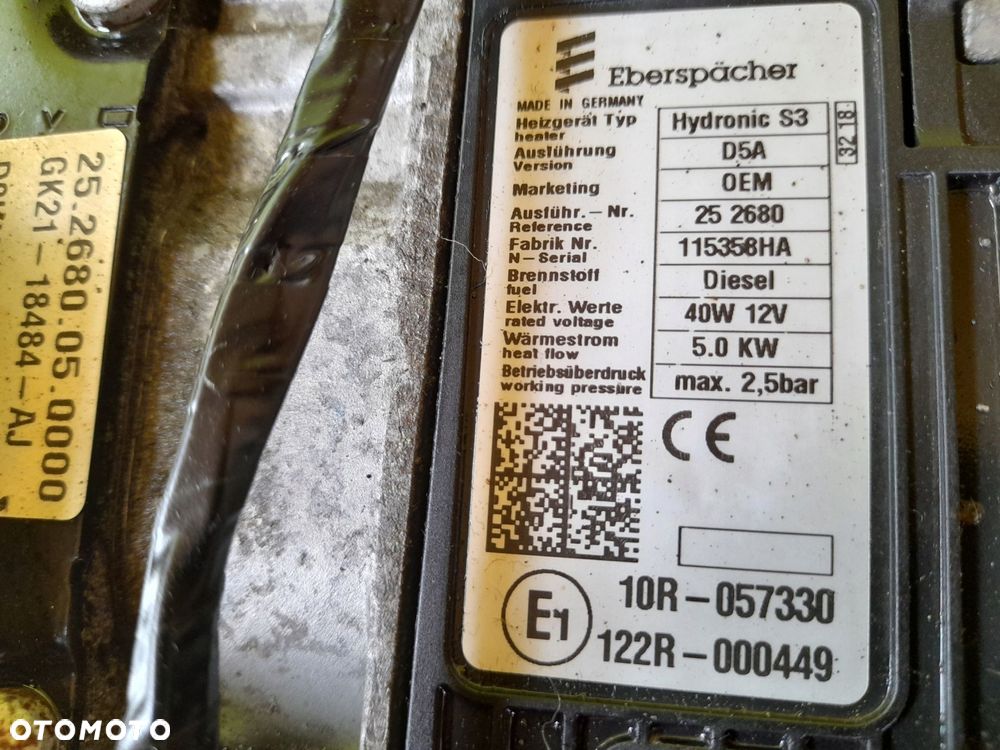 Eberspächer
MADE IN GERMANY
Heizgerät Typ
heater
Hydronic S3
Ausführung
Version
D5A
Marketing
OEM
Ausführ.-Nr.
Reference
25 2680
Fabrik Nr.
N-Serial
115358HA
Brennstoff
fuel
Diesel
Elektr. Werte
rated voltage
40W 12V
Wärmestrom
heat flow
5.0 KW
Betriebsüberdruck
working pressure
max. 2,5bar
32 18
CE
E1
10R-057330
122R-000449
25.2680.05.0000
GK21-18484-AJ
OTOMOTO